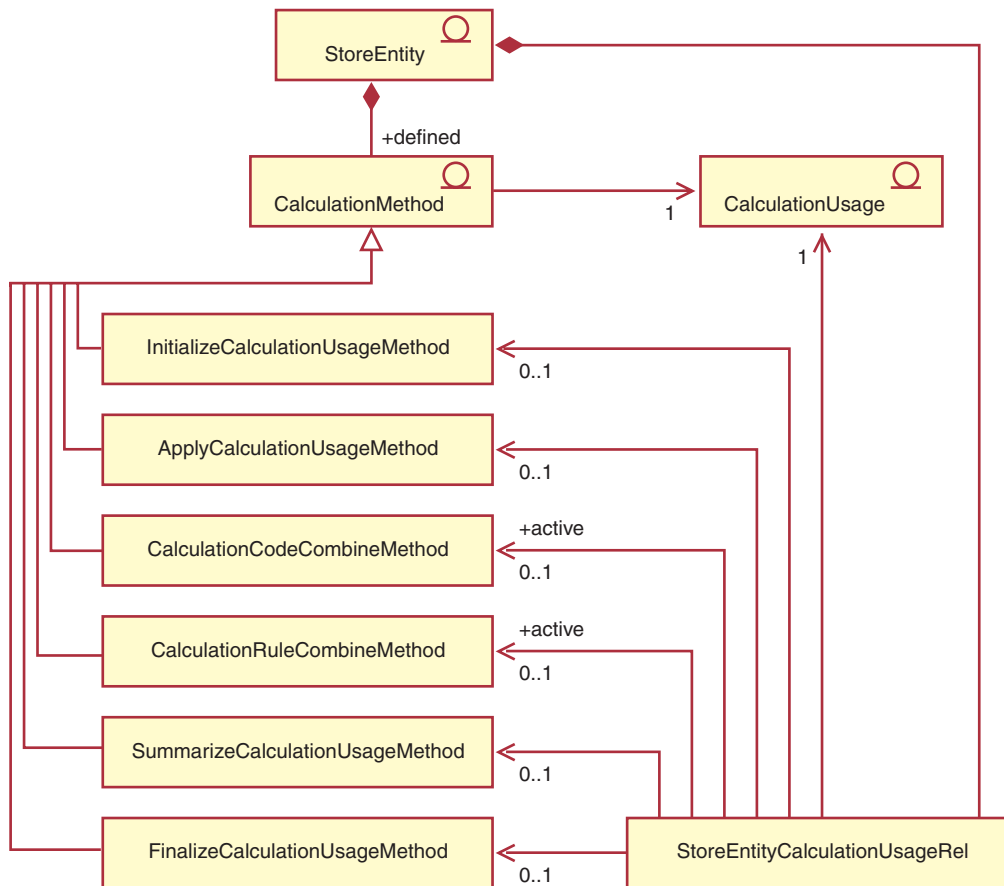 StoreEntity
+defined
CalculationMethod
1
CalculationUsage
1
InitializeCalculationUsageMethod
0..1
ApplyCalculationUsageMethod
0..1
+active
CalculationCodeCombineMethod
0..1
+active
CalculationRuleCombineMethod
0..1
SummarizeCalculationUsageMethod
0..1
FinalizeCalculationUsageMethod
0..1
StoreEntityCalculationUsageRel